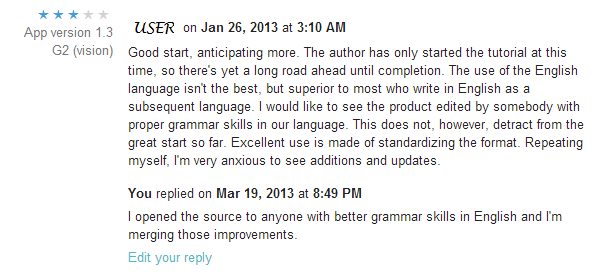 USER on Jan 26, 2013 at 3:10 AM
App version 1.3
G2 (vision)
Good start, anticipating more. The author has only started the tutorial at this
time, so there's yet a long road ahead until completion. The use of the English
language isn't the best, but superior to most who write in English as a
subsequent language. I would like to see the product edited by somebody with
proper grammar skills in our language. This does not, however, detract from the
great start so far. Excellent use is made of standardizing the format. Repeating
myself, I'm very anxious to see additions and updates.
You replied on Mar 19, 2013 at 8:49 PM
I opened the source to anyone with better grammar skills in English and I'm
merging those improvements.
Edit your reply